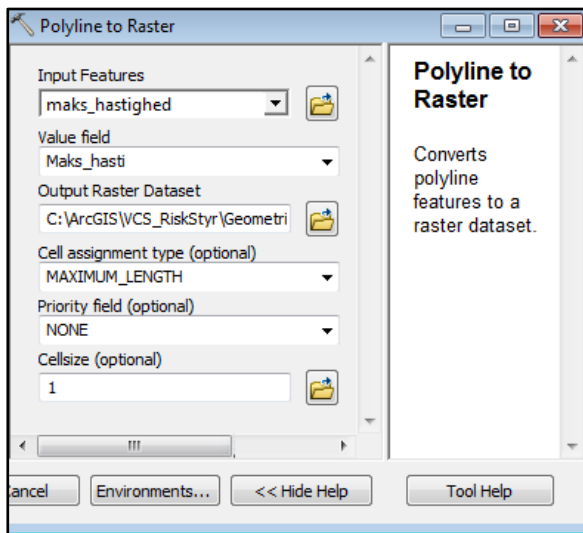 Polyline to Raster
Input Features
maks_hastighed
Value field
Maks_hasti
Output Raster Dataset
C:\ArcGIS\VCS_RiskStyr\Geometri
Cell assignment type (optional)
MAXIMUM_LENGTH
Priority field (optional)
NONE
Cellsize (optional)
1
Polyline to
Raster
Converts
polyline
features to a
raster dataset.
Cancel
Environments...
<< Hide Help
Tool Help